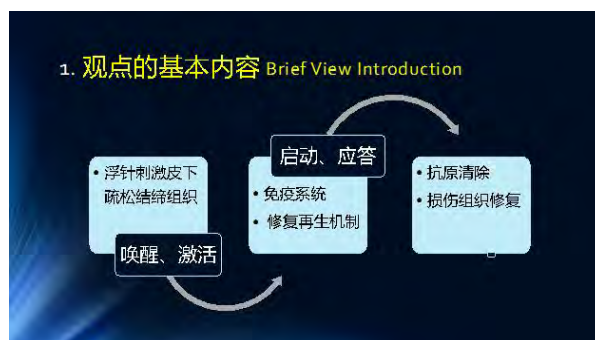 1. 观点的基本内容 Brief View Introduction
• 浮针刺激皮下
疏松结缔组织
唤醒、激活
启动、应答
• 免疫系统
• 修复再生机制
• 抗原清除
• 损伤组织修复